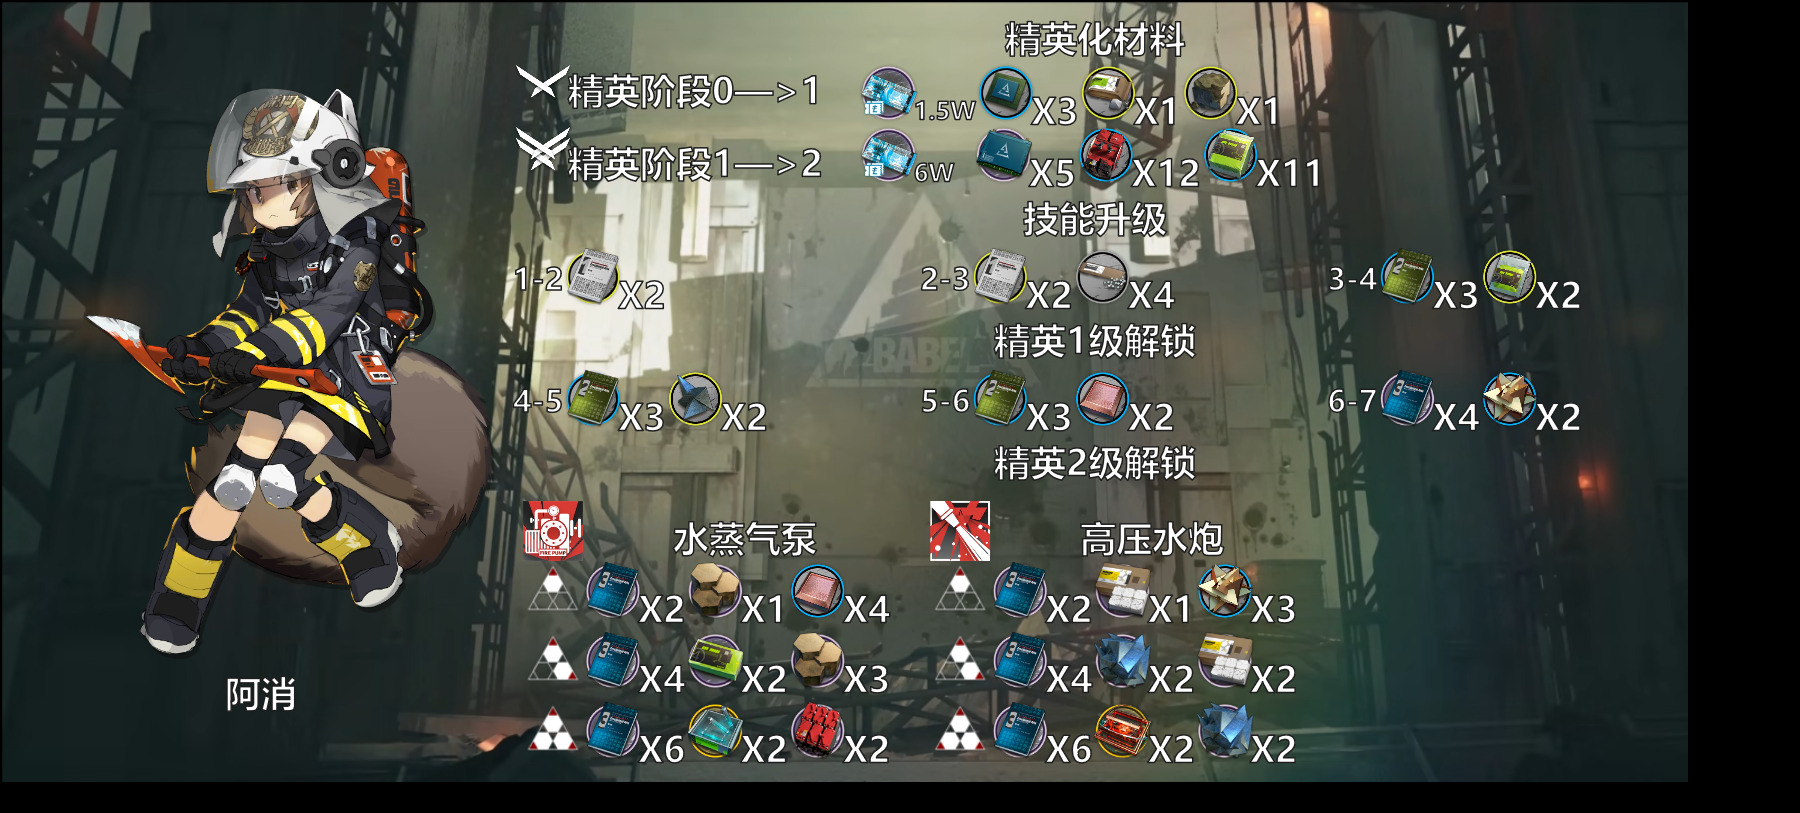 精英化材料
精英阶段0—>1 1.5W X3 X1 X1
精英阶段1—>2 6W X5 X12 X11
技能升级
1-2 X2 2-3 X2 X4 3-4 X3 X2
精英1级解锁
BABEL
4-5 X3 X2 5-6 X3 X2 6-7 X4 X2
精英2级解锁
FIRE PUMP
水蒸气泵 高压水炮
X2 X1 X4 X2 X1 X3
X4 X2 X3 X4 X2 X2
X6 X2 X2 X6 X2 X2
阿消